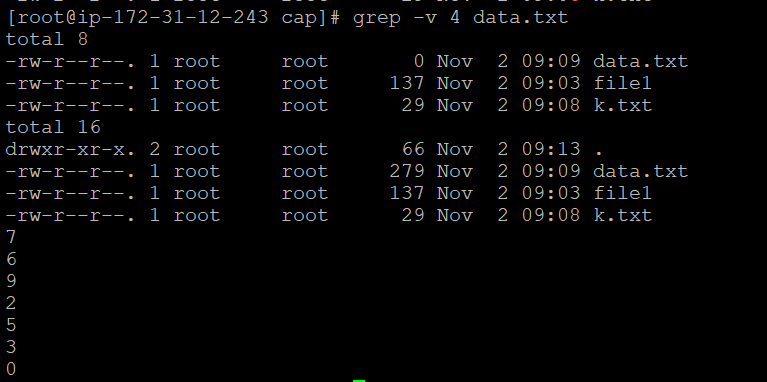 [root@ip-172-31-12-243 cap]# grep -v 4 data.txt
total 8
-rw-r--r--. 1 root     root       0 Nov  2 09:09 data.txt
-rw-r--r--. 1 root     root     137 Nov  2 09:03 file1
-rw-r--r--. 1 root     root      29 Nov  2 09:08 k.txt
total 16
drwxr-xr-x. 2 root     root      66 Nov  2 09:13 .
-rw-r--r--. 1 root     root     279 Nov  2 09:09 data.txt
-rw-r--r--. 1 root     root     137 Nov  2 09:03 file1
-rw-r--r--. 1 root     root      29 Nov  2 09:08 k.txt
7
6
9
2
5
3
0